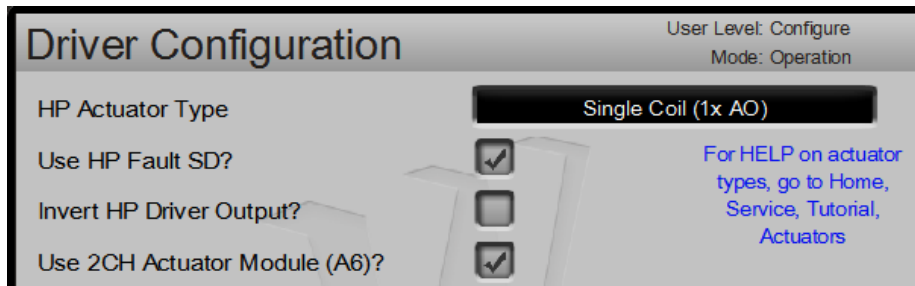 Driver Configuration
User Level: Configure
Mode: Operation
HP Actuator Type
Single Coil (1x AO)
Use HP Fault SD?
For HELP on actuator
types, go to Home,
Service, Tutorial,
Actuators
Invert HP Driver Output?
Use 2CH Actuator Module (A6)?